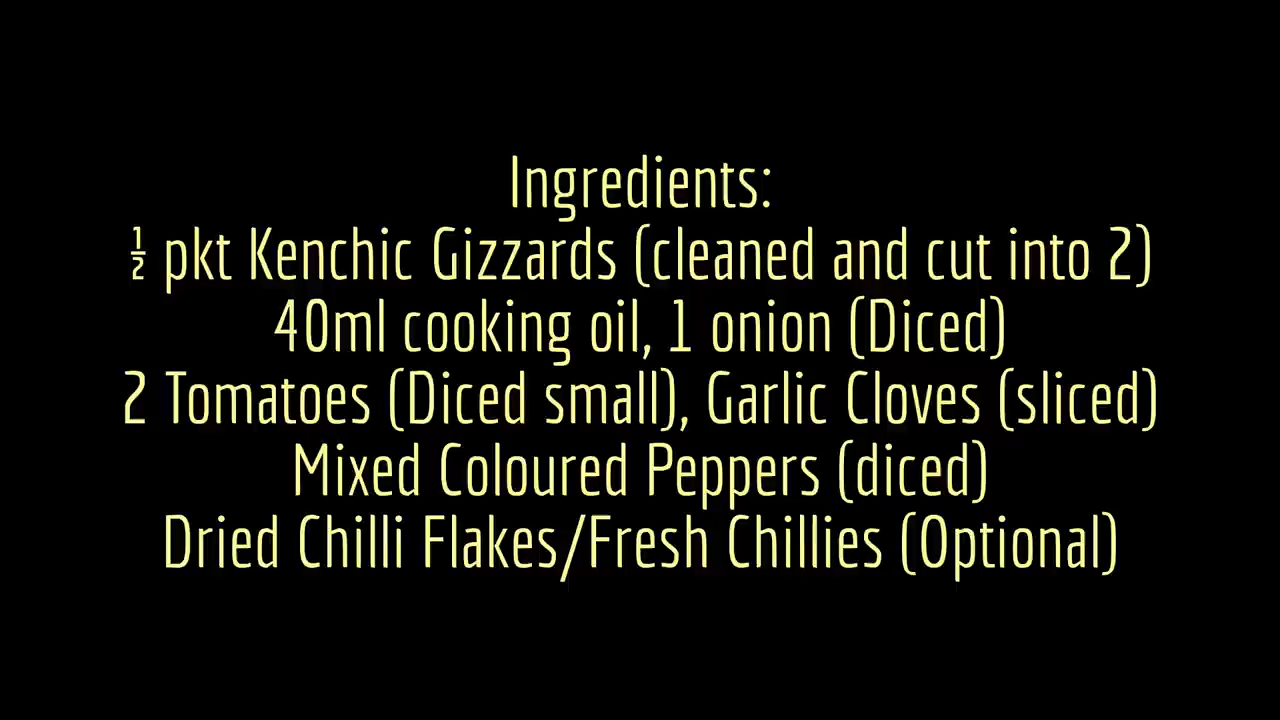 Ingredients:
½ pkt Kenchic Gizzards (cleaned and cut into 2)
40ml cooking oil, 1 onion (Diced)
2 Tomatoes (Diced small), Garlic Cloves (sliced)
Mixed Coloured Peppers (diced)
Dried Chilli Flakes/Fresh Chillies (Optional)